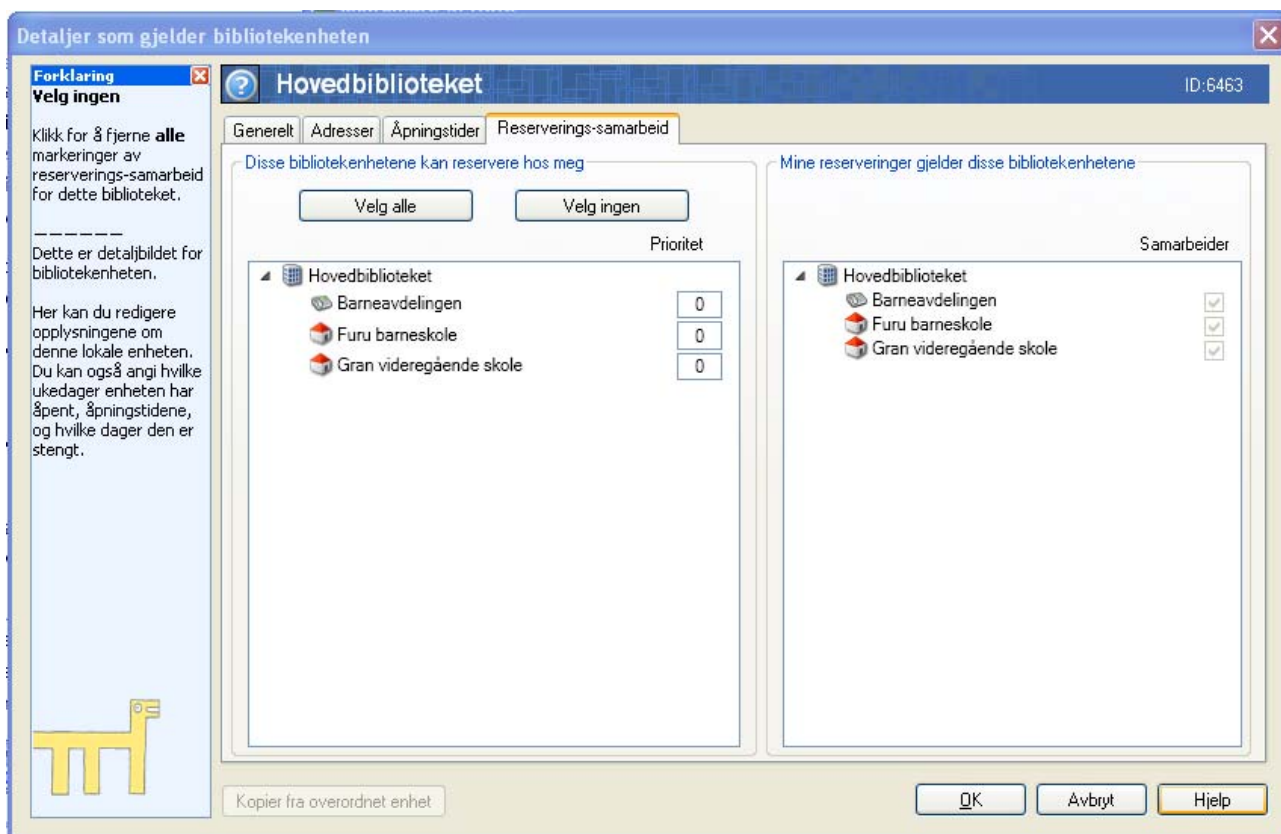 Detaljer som gjelder bibliotekenheten
Forklaring
Velg ingen
Klikk for å fjerne alle
markeringer av
reserverings-samarbeid
for dette biblioteket.
______
Dette er detaljbildet for
bibliotekenheten.
Her kan du redigere
opplysningene om
denne lokale enheten.
Du kan også angi hvilke
ukedager enheten har
åpent, åpningstidene,
og hvilke dager den er
stengt.
Hovedbiblioteket
ID:6463
Generelt Adresser Åpningstider Reserverings-samarbeid
Disse bibliotekenhetene kan reservere hos meg
Velg alle Velg ingen
Prioritet
Hovedbiblioteket
Barneavdelingen 0
Furu barneskole 0
Gran videregående skole 0
Mine reserveringer gjelder disse bibliotekenhetene
Samarbeider
Hovedbiblioteket
Barneavdelingen
Furu barneskole
Gran videregående skole
Kopier fra overordnet enhet
OK Avbryt Hjelp